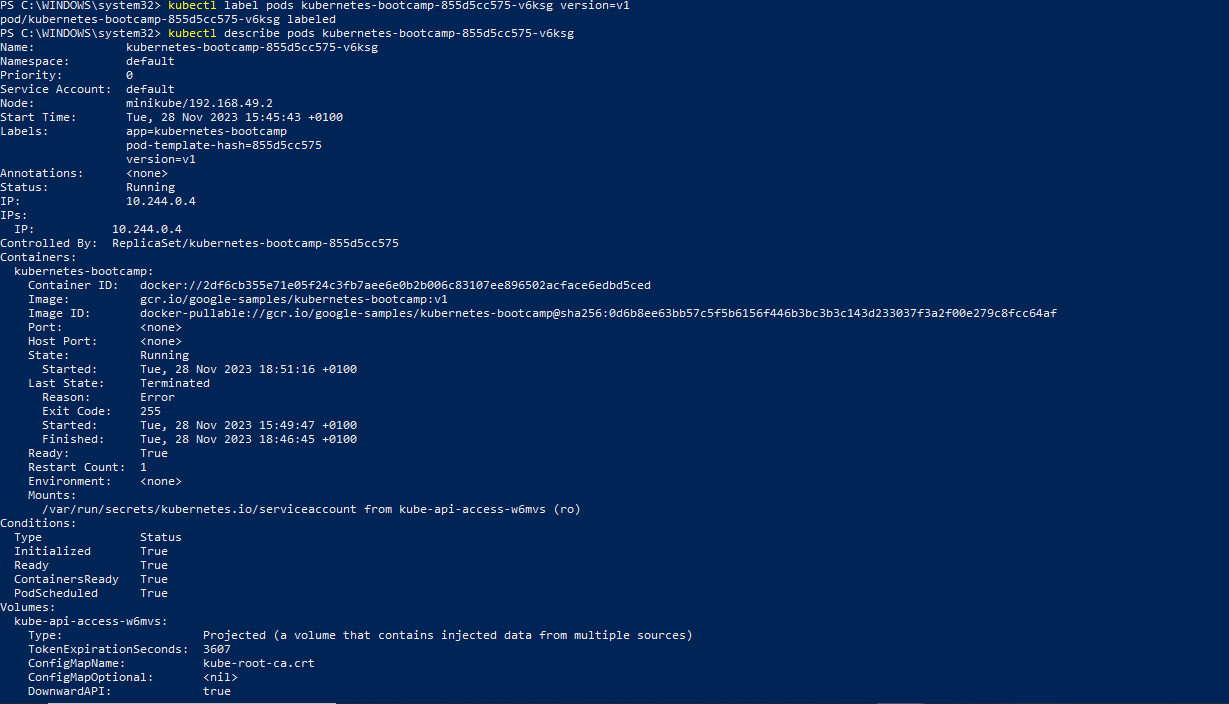 PS C:\WINDOWS\system32> kubectl label pods kubernetes-bootcamp-855d5cc575-v6ksg version=v1
pod/kubernetes-bootcamp-855d5cc575-v6ksg labeled
PS C:\WINDOWS\system32> kubectl describe pods kubernetes-bootcamp-855d5cc575-v6ksg
Name:             kubernetes-bootcamp-855d5cc575-v6ksg
Namespace:        default
Priority:         0
Service Account:  default
Node:             minikube/192.168.49.2
Start Time:       Tue, 28 Nov 2023 15:45:43 +0100
Labels:           app=kubernetes-bootcamp
                  pod-template-hash=855d5cc575
                  version=v1
Annotations:      <none>
Status:           Running
IP:               10.244.0.4
IPs:
  IP:           10.244.0.4
Controlled By:  ReplicaSet/kubernetes-bootcamp-855d5cc575
Containers:
  kubernetes-bootcamp:
    Container ID:   docker://2df6cb355e71e05f24c3fb7aee6e0b2b006c83107ee896502acface6edbd5ced
    Image:          gcr.io/google-samples/kubernetes-bootcamp:v1
    Image ID:       docker-pullable://gcr.io/google-samples/kubernetes-bootcamp@sha256:0d6b8ee63bb57c5f5b6156f446b3bc3b3c143d233037f3a2f00e279c8fcc64af
    Port:           <none>
    Host Port:      <none>
    State:          Running
      Started:      Tue, 28 Nov 2023 18:51:16 +0100
    Last State:     Terminated
      Reason:       Error
      Exit Code:    255
      Started:      Tue, 28 Nov 2023 15:49:47 +0100
      Finished:     Tue, 28 Nov 2023 18:46:45 +0100
    Ready:          True
    Restart Count:  1
    Environment:    <none>
    Mounts:
      /var/run/secrets/kubernetes.io/serviceaccount from kube-api-access-w6mvs (ro)
Conditions:
  Type              Status
  Initialized       True
  Ready             True
  ContainersReady   True
  PodScheduled      True
Volumes:
  kube-api-access-w6mvs:
    Type:                    Projected (a volume that contains injected data from multiple sources)
    TokenExpirationSeconds:  3607
    ConfigMapName:           kube-root-ca.crt
    ConfigMapOptional:       <nil>
    DownwardAPI:             true